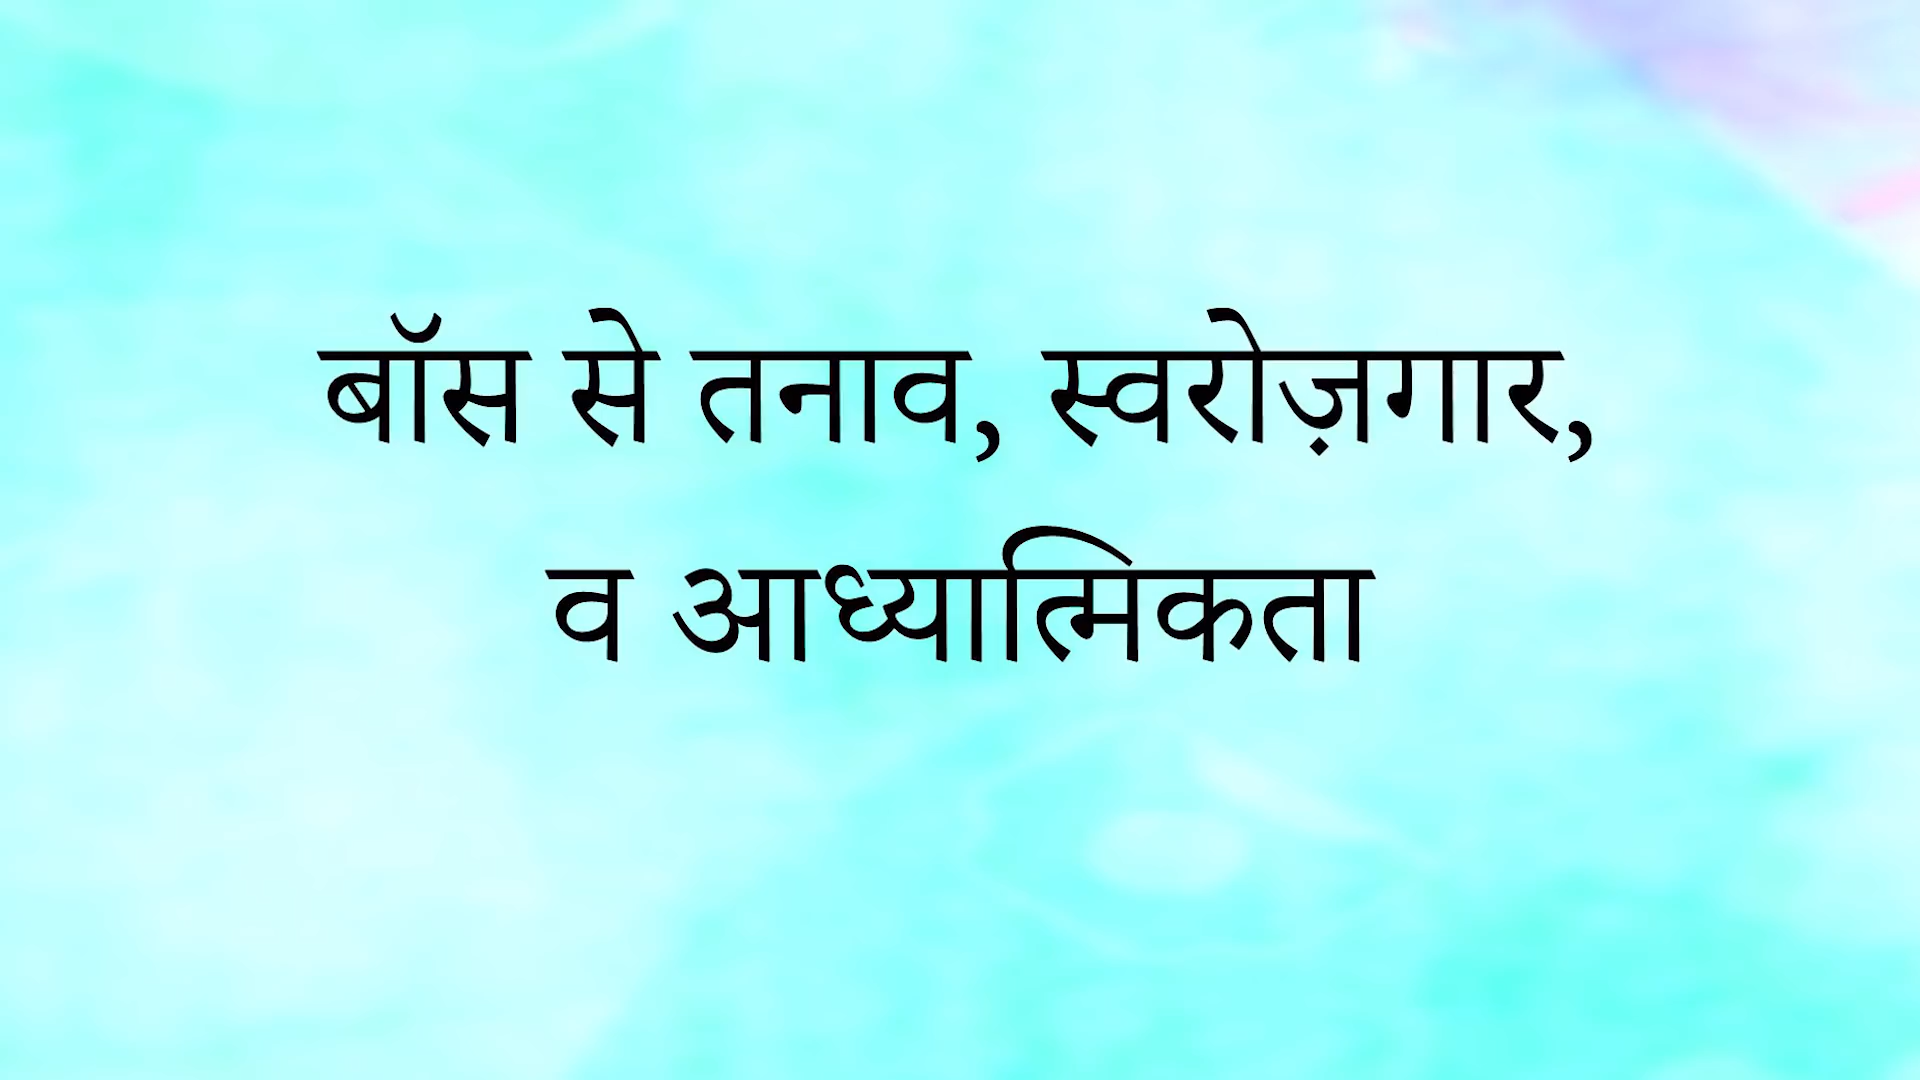 बॉस से तनाव, स्वरोज़गार,
व आध्यात्मिकता